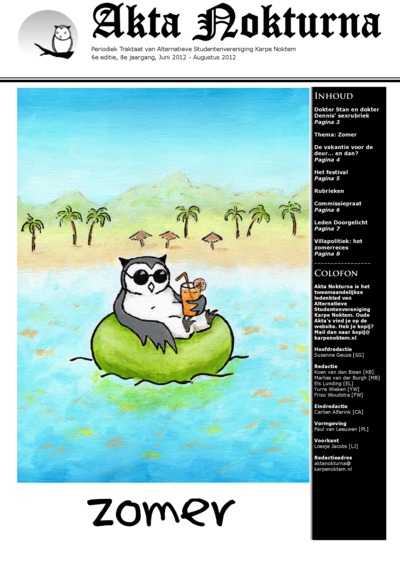 Akta Nokturna
Periodiek Traktaat van Alternatieve Studentenvereniging Karpe Noktem
6e editie, 8e jaargang, Juni 2012 - Augustus 2012
Inhoud
Dokter Stan en dokter
Dennis' sexrubriek
Pagina 3
Thema: Zomer
De vakantie voor de
deur... en dan?
Pagina 4
Het festival
Pagina 5
Rubrieken
Commissiepraat
Pagina 6
Leden Doorgelicht
Pagina 7
Villapolitiek: het
zomerreces
Pagina 8
Colofon
Akta Nokturna is het
tweemaandelijkse
ledenblad van
Alternatieve
Studentenvereniging
Karpe Noktem. Oude
Akta's vind je op de
website. Heb je kopij?
Mail dan naar kopij@
karpenoktem.nl
Hoofdredactie
Susanne Geuze [SG]
Redactie
Koen van den Bisen [KB]
Marlies van der Burgh [MB]
Els Lunding [EL]
Yurre Wieken [YW]
Friso Woudstra [FW]
Eindredactie
Carlien Alferink [CA]
Vormgeving
Paul van Leeuwen [PL]
Voorkant
Loesje Jacobs [LJ]
Redactieadres
aktanokturna@
karpenoktem.nl
zomer